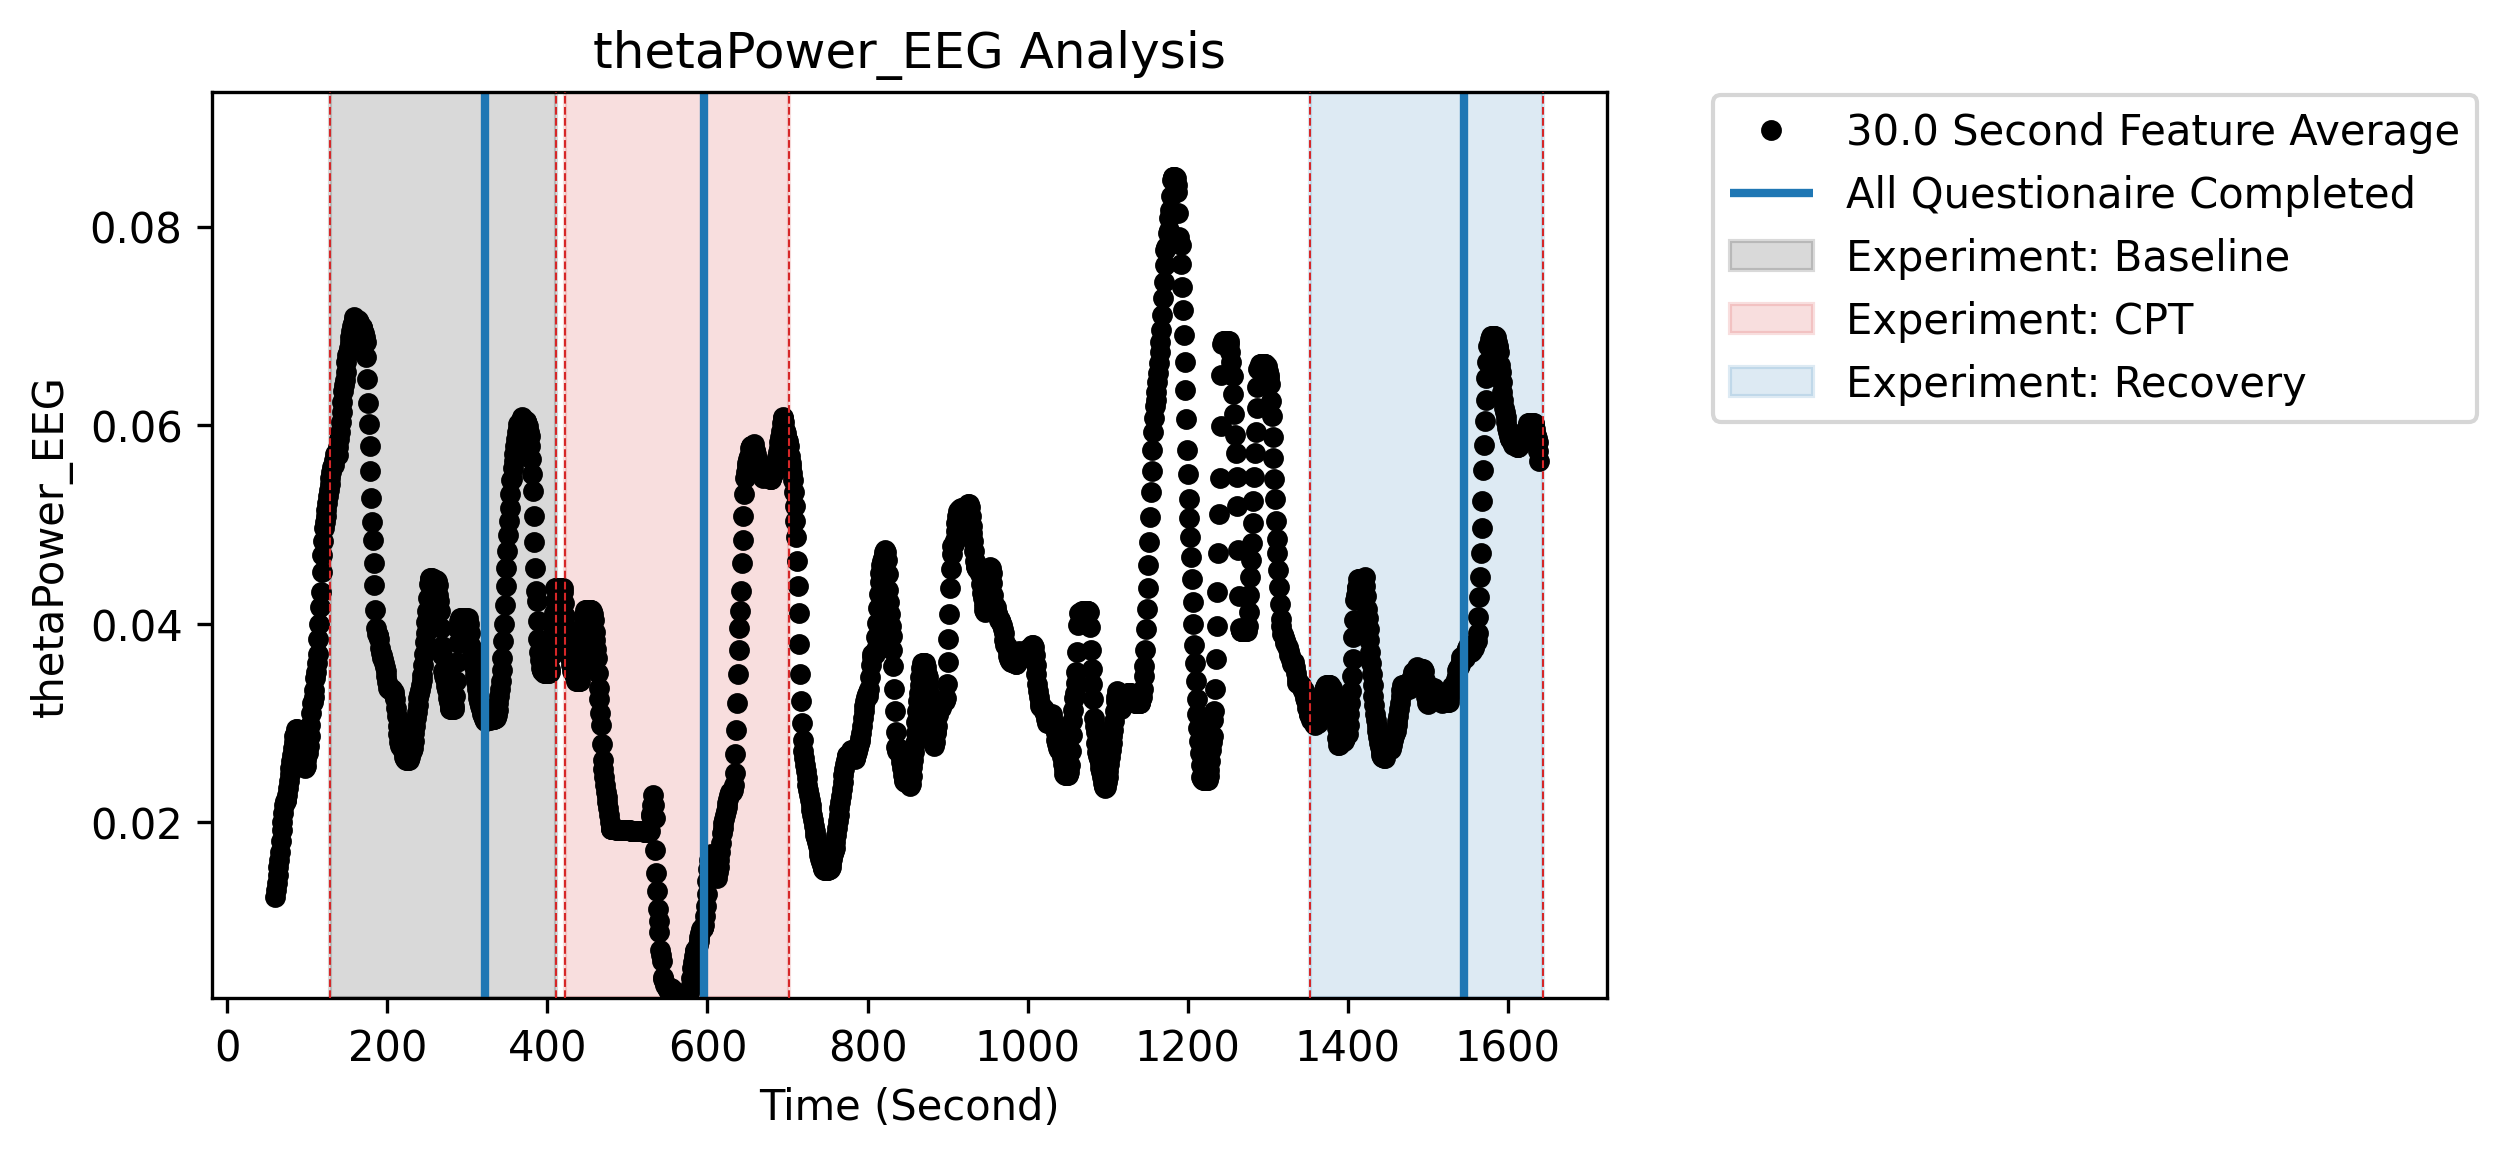 thetaPower_EEG Analysis
thetaPower_EEG
0.08
0.06
0.04
0.02
0 200 400 600 800 1000 1200 1400 1600
Time (Second)
30.0 Second Feature Average
All Questionaire Completed
Experiment: Baseline
Experiment: CPT
Experiment: Recovery